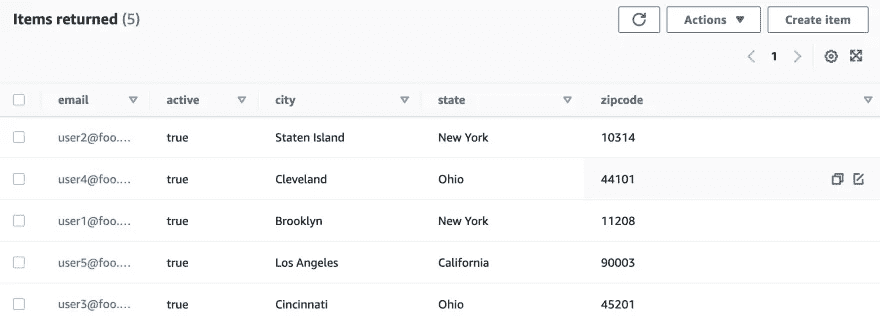 Items returned (5) Actions Create item
1
email active city state zipcode
user2@foo.... true Staten Island New York 10314
user4@foo.... true Cleveland Ohio 44101
user1@foo.... true Brooklyn New York 11208
user5@foo.... true Los Angeles California 90003
user3@foo.... true Cincinnati Ohio 45201